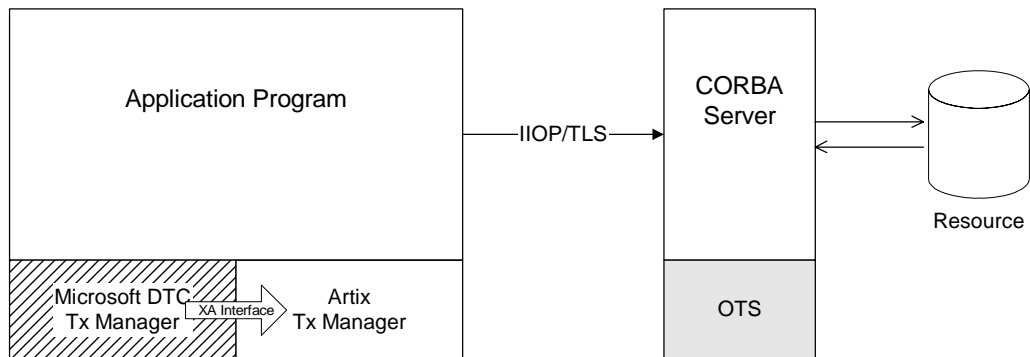 Application Program
IIOP/TLS
CORBA
Server
Resource
Microsoft DTC
Tx Manager
XA Interface
Artix
Tx Manager
OTS